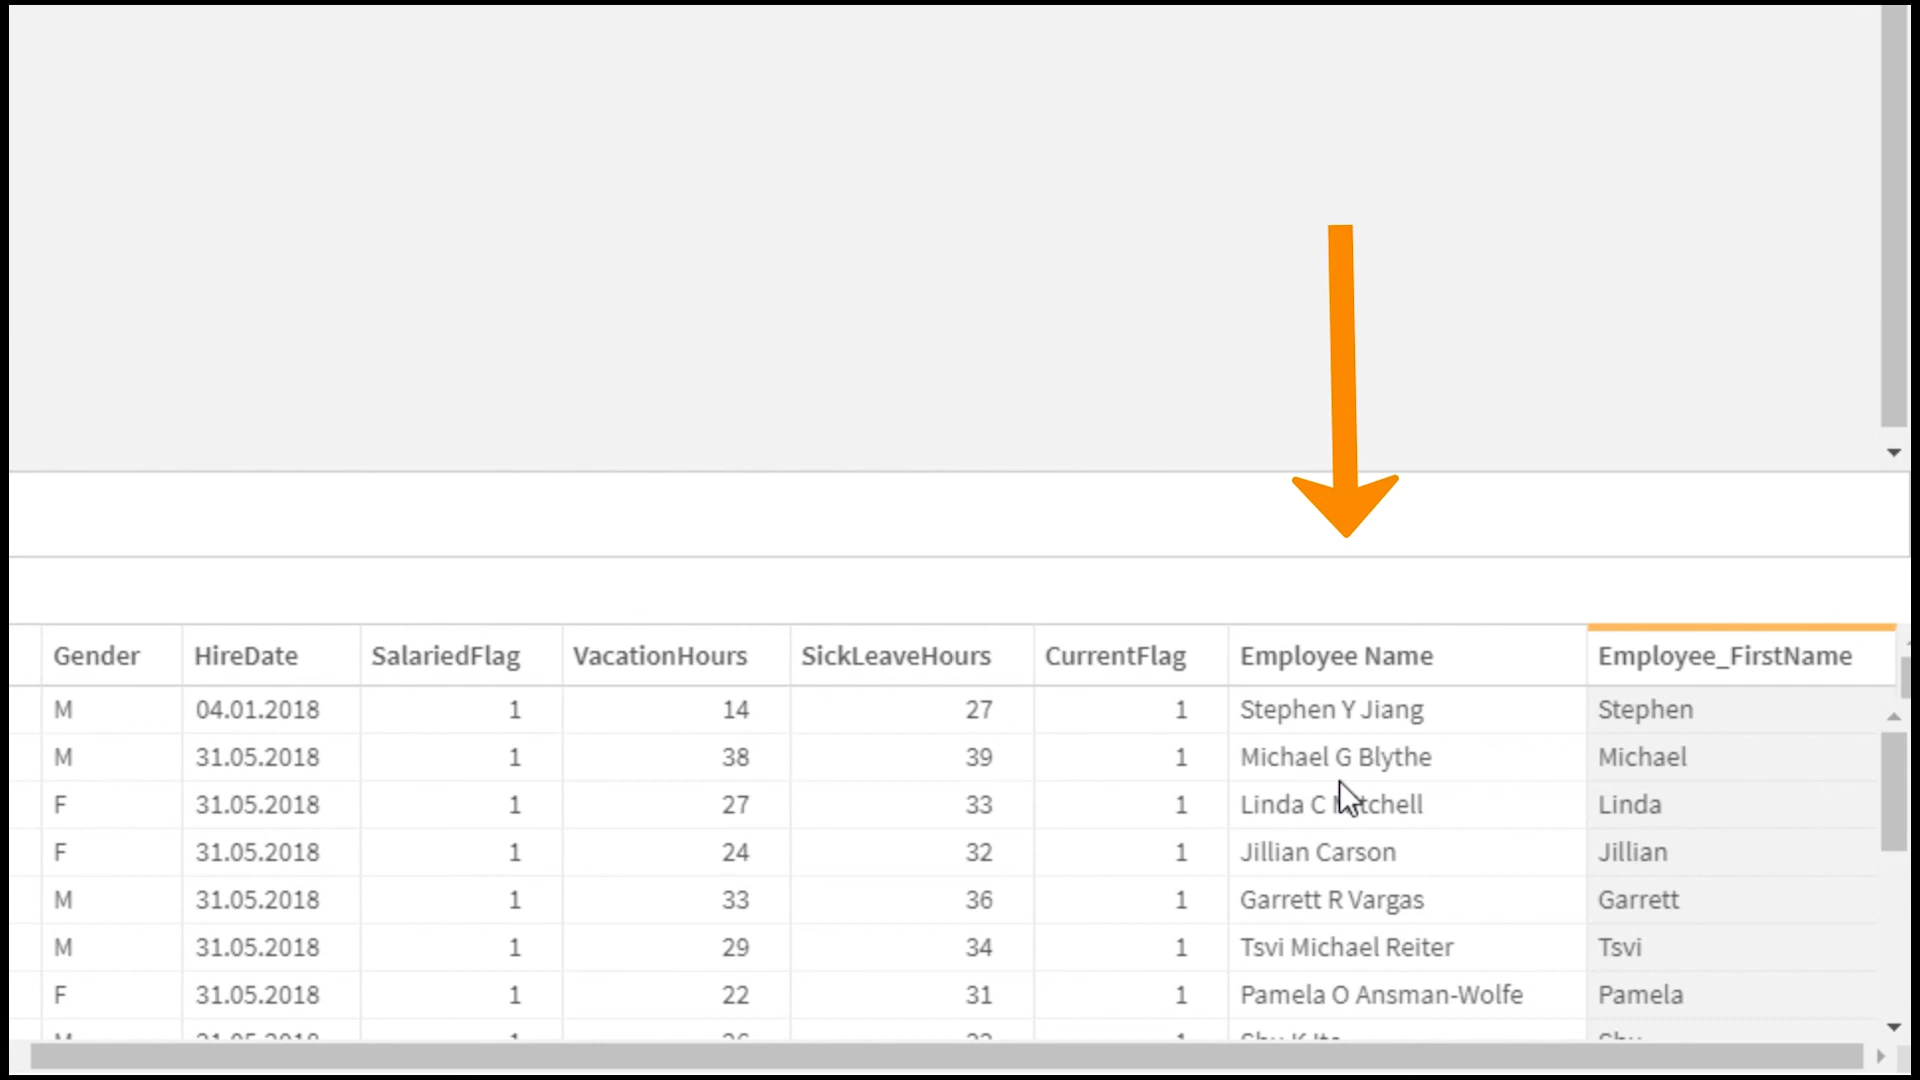 Gender HireDate SalariedFlag VacationHours SickLeaveHours CurrentFlag Employee Name Employee_FirstName
M 04.01.2018 1 14 27 1 Stephen Y Jiang Stephen
M 31.05.2018 1 38 39 1 Michael G Blythe Michael
F 31.05.2018 1 27 33 1 Linda C Mitchell Linda
F 31.05.2018 1 24 32 1 Jillian Carson Jillian
M 31.05.2018 1 33 36 1 Garrett R Vargas Garrett
M 31.05.2018 1 29 34 1 Tsvi Michael Reiter Tsvi
F 31.05.2018 1 22 31 1 Pamela O Ansman-Wolfe Pamela